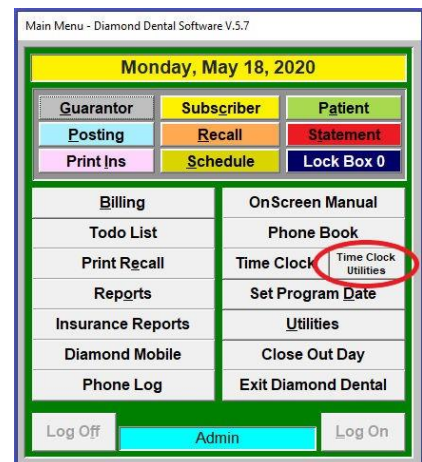 Main Menu - Diamond Dental Software V.5.7
Monday, May 18, 2020
Guarantor Subscriber Patient
Posting Recall Statement
Print Ins Schedule Lock Box 0
Billing OnScreen Manual
Todo List Phone Book
Print Recall Time Clock Time Clock
Utilities
Reports Set Program Date
Insurance Reports Utilities
Diamond Mobile Close Out Day
Phone Log Exit Diamond Dental
Log Off Admin Log On